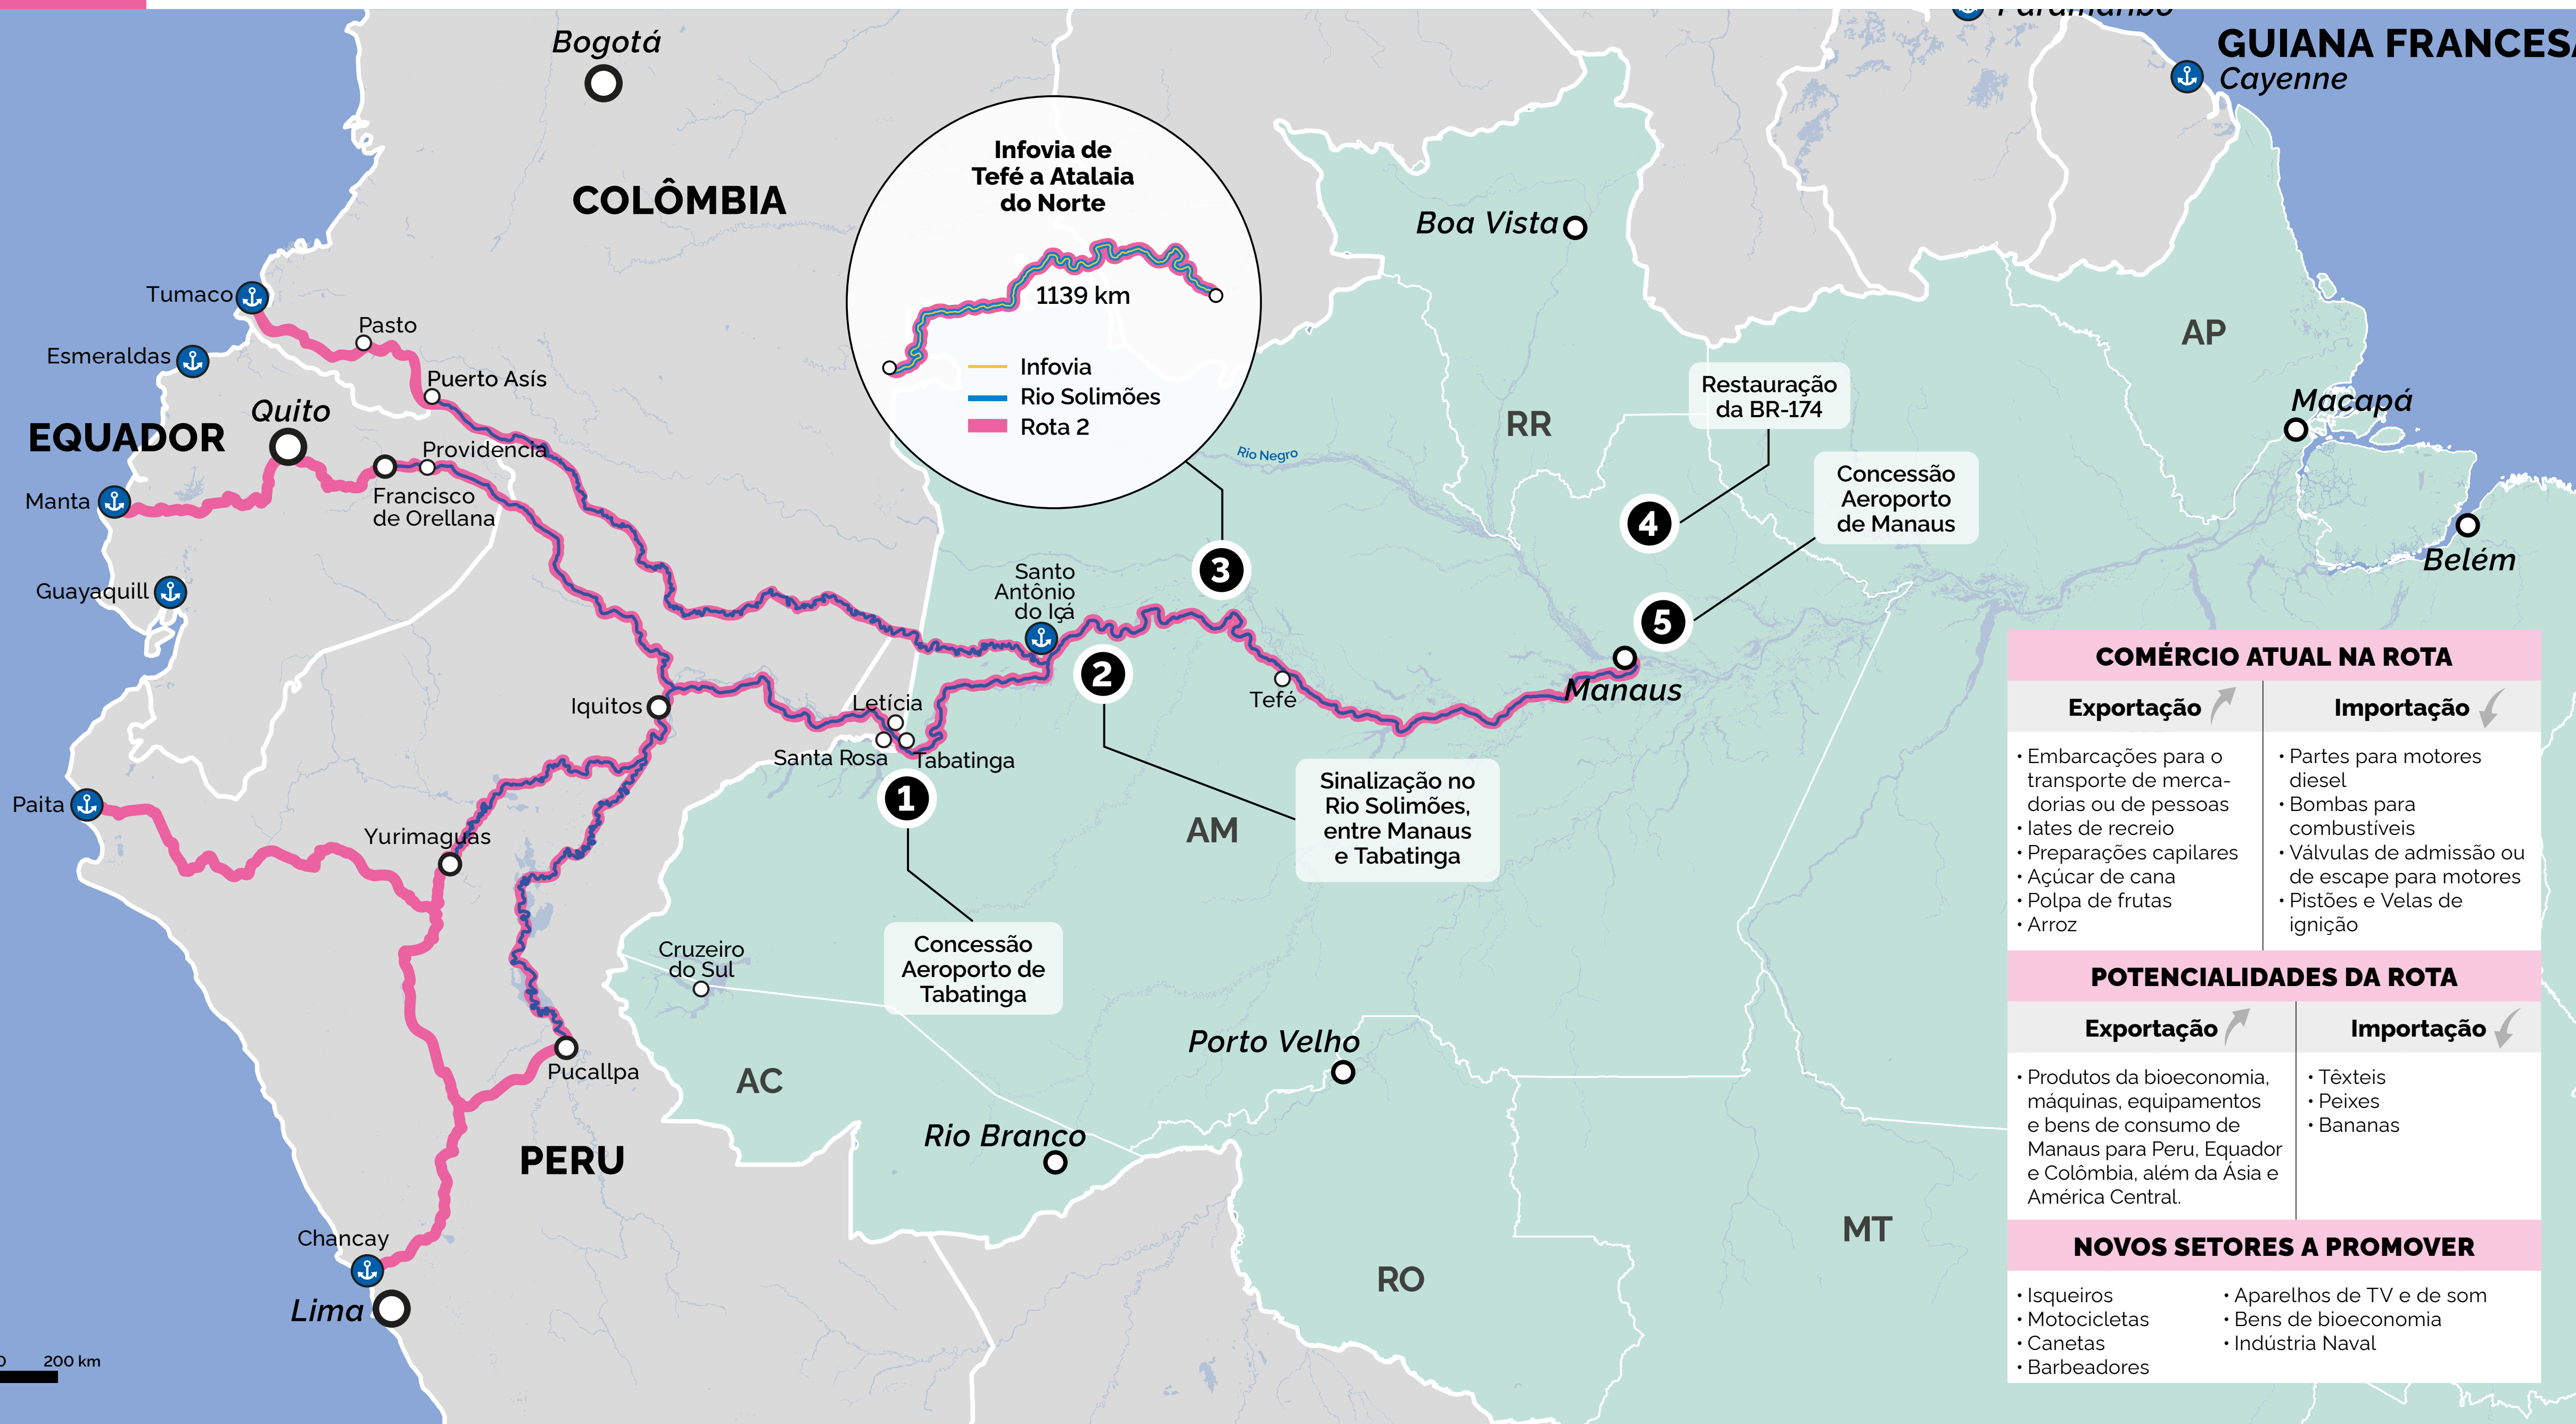 Paramaribo
GUIANA FRANCESA
Cayenne
Bogotá
COLÔMBIA
Infovia de
Tefé a Atalaia
do Norte
1139 km
Infovia
Rio Solimões
Rota 2
Boa Vista
Tumaco
Pasto
Esmeraldas
Puerto Asís
Quito
EQUADOR
Providencia
Manta
Francisco
de Orellana
Guayaquill
Rio Negro
RR
AP
Restauração
da BR-174
Macapá
Concessão
Aeroporto
de Manaus
4
Belém
3
5
Santo
Antônio
do Içá
2
Iquitos
Letícia
Santa Rosa
Tabatinga
Tefé
Manaus
1
Paita
Yurimaguas
AM
Sinalização no
Rio Solimões,
entre Manaus
e Tabatinga
Concessão
Aeroporto de
Tabatinga
Cruzeiro
do Sul
Pucallpa
AC
Porto Velho
Rio Branco
PERU
Chancay
Lima
RO
MT
0 200 km
COMÉRCIO ATUAL NA ROTA
Exportação
• Embarcações para o
transporte de merca-
dorias ou de pessoas
• Iates de recreio
• Preparações capilares
• Açúcar de cana
• Polpa de frutas
• Arroz
Importação
• Partes para motores
diesel
• Bombas para
combustíveis
• Válvulas de admissão ou
de escape para motores
• Pistões e Velas de
ignição
POTENCIALIDADES DA ROTA
Exportação
• Produtos da bioeconomia,
máquinas, equipamentos
e bens de consumo de
Manaus para Peru, Equador
e Colômbia, além da Ásia e
América Central.
Importação
• Têxteis
• Peixes
• Bananas
NOVOS SETORES A PROMOVER
• Isqueiros
• Motocicletas
• Canetas
• Barbeadores
• Aparelhos de TV e de som
• Bens de bioeconomia
• Indústria Naval